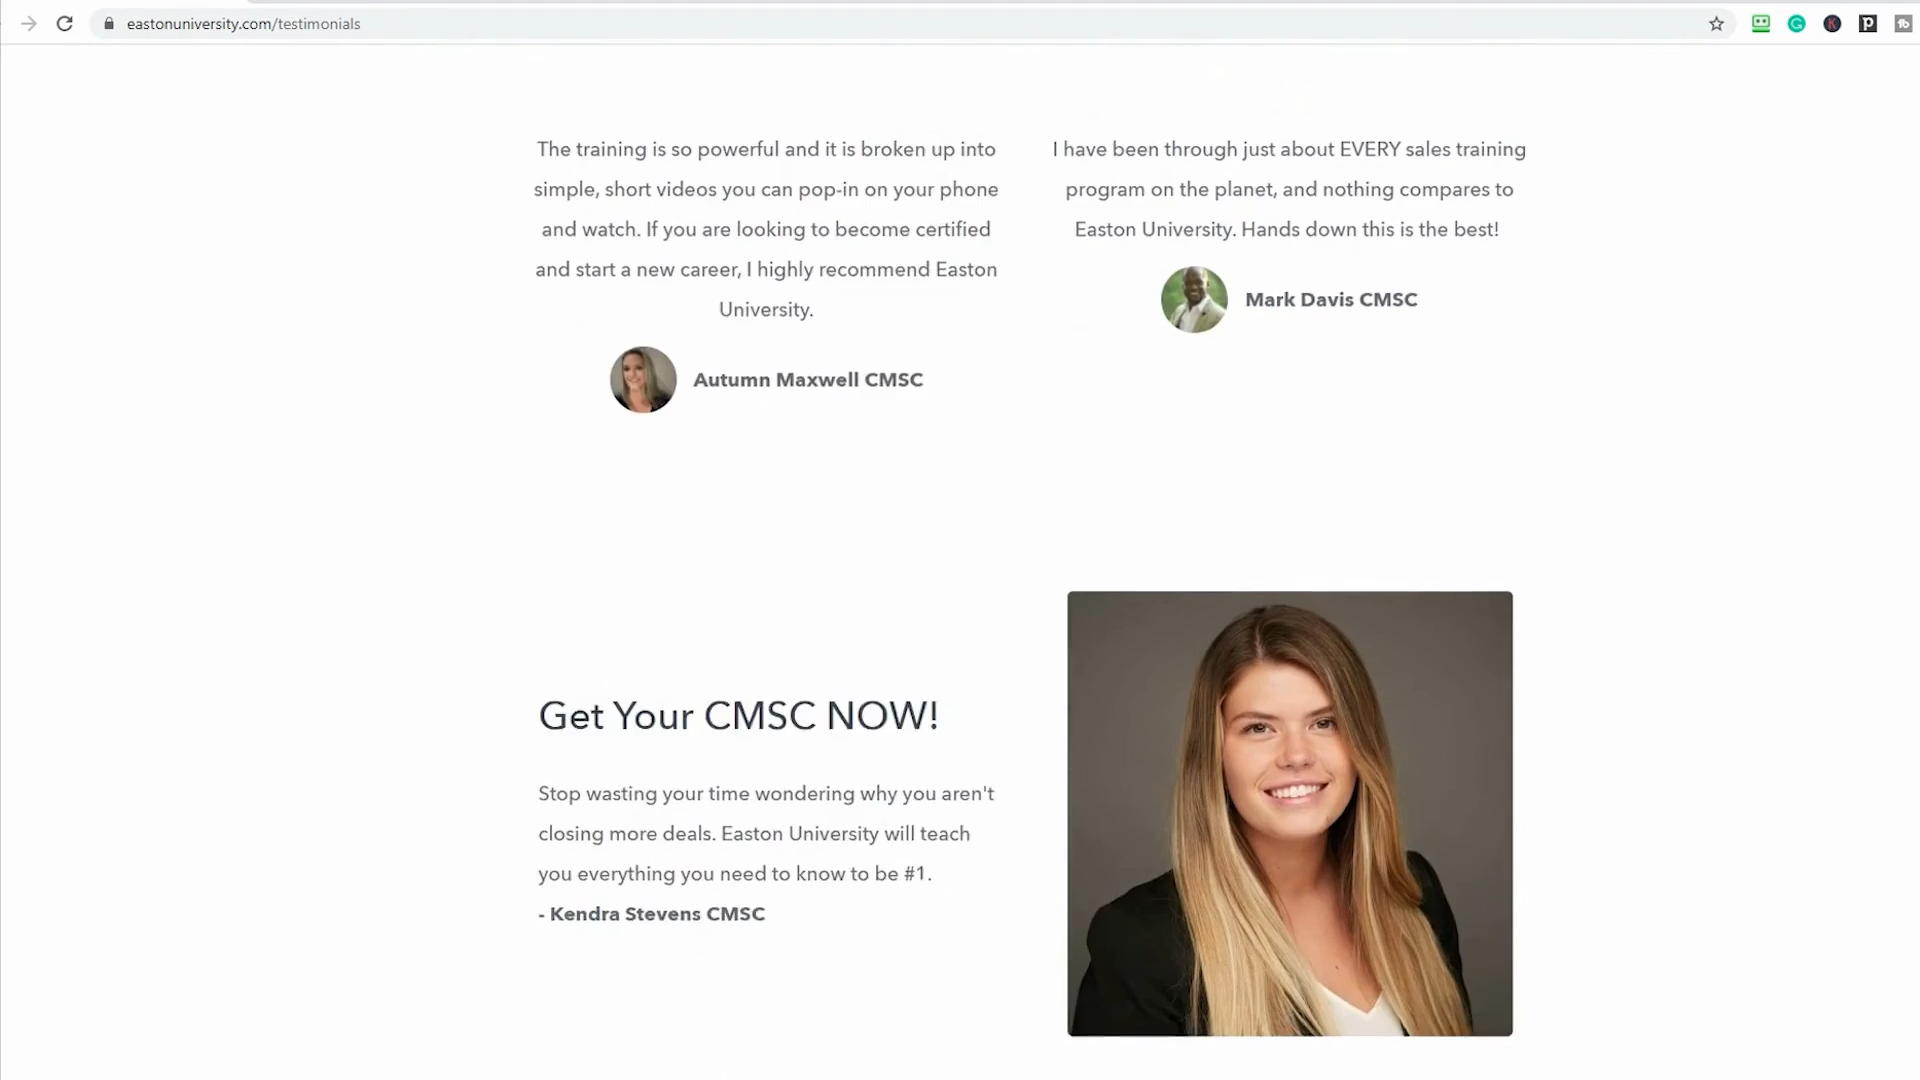 eastonuniversity.com/testimonials
The training is so powerful and it is broken up into
simple, short videos you can pop-in on your phone
and watch. If you are looking to become certified
and start a new career, I highly recommend Easton
University.
Autumn Maxwell CMSC
I have been through just about EVERY sales training
program on the planet, and nothing compares to
Easton University. Hands down this is the best!
Mark Davis CMSC
Get Your CMSC NOW!
Stop wasting your time wondering why you aren't
closing more deals. Easton University will teach
you everything you need to know to be #1.
- Kendra Stevens CMSC